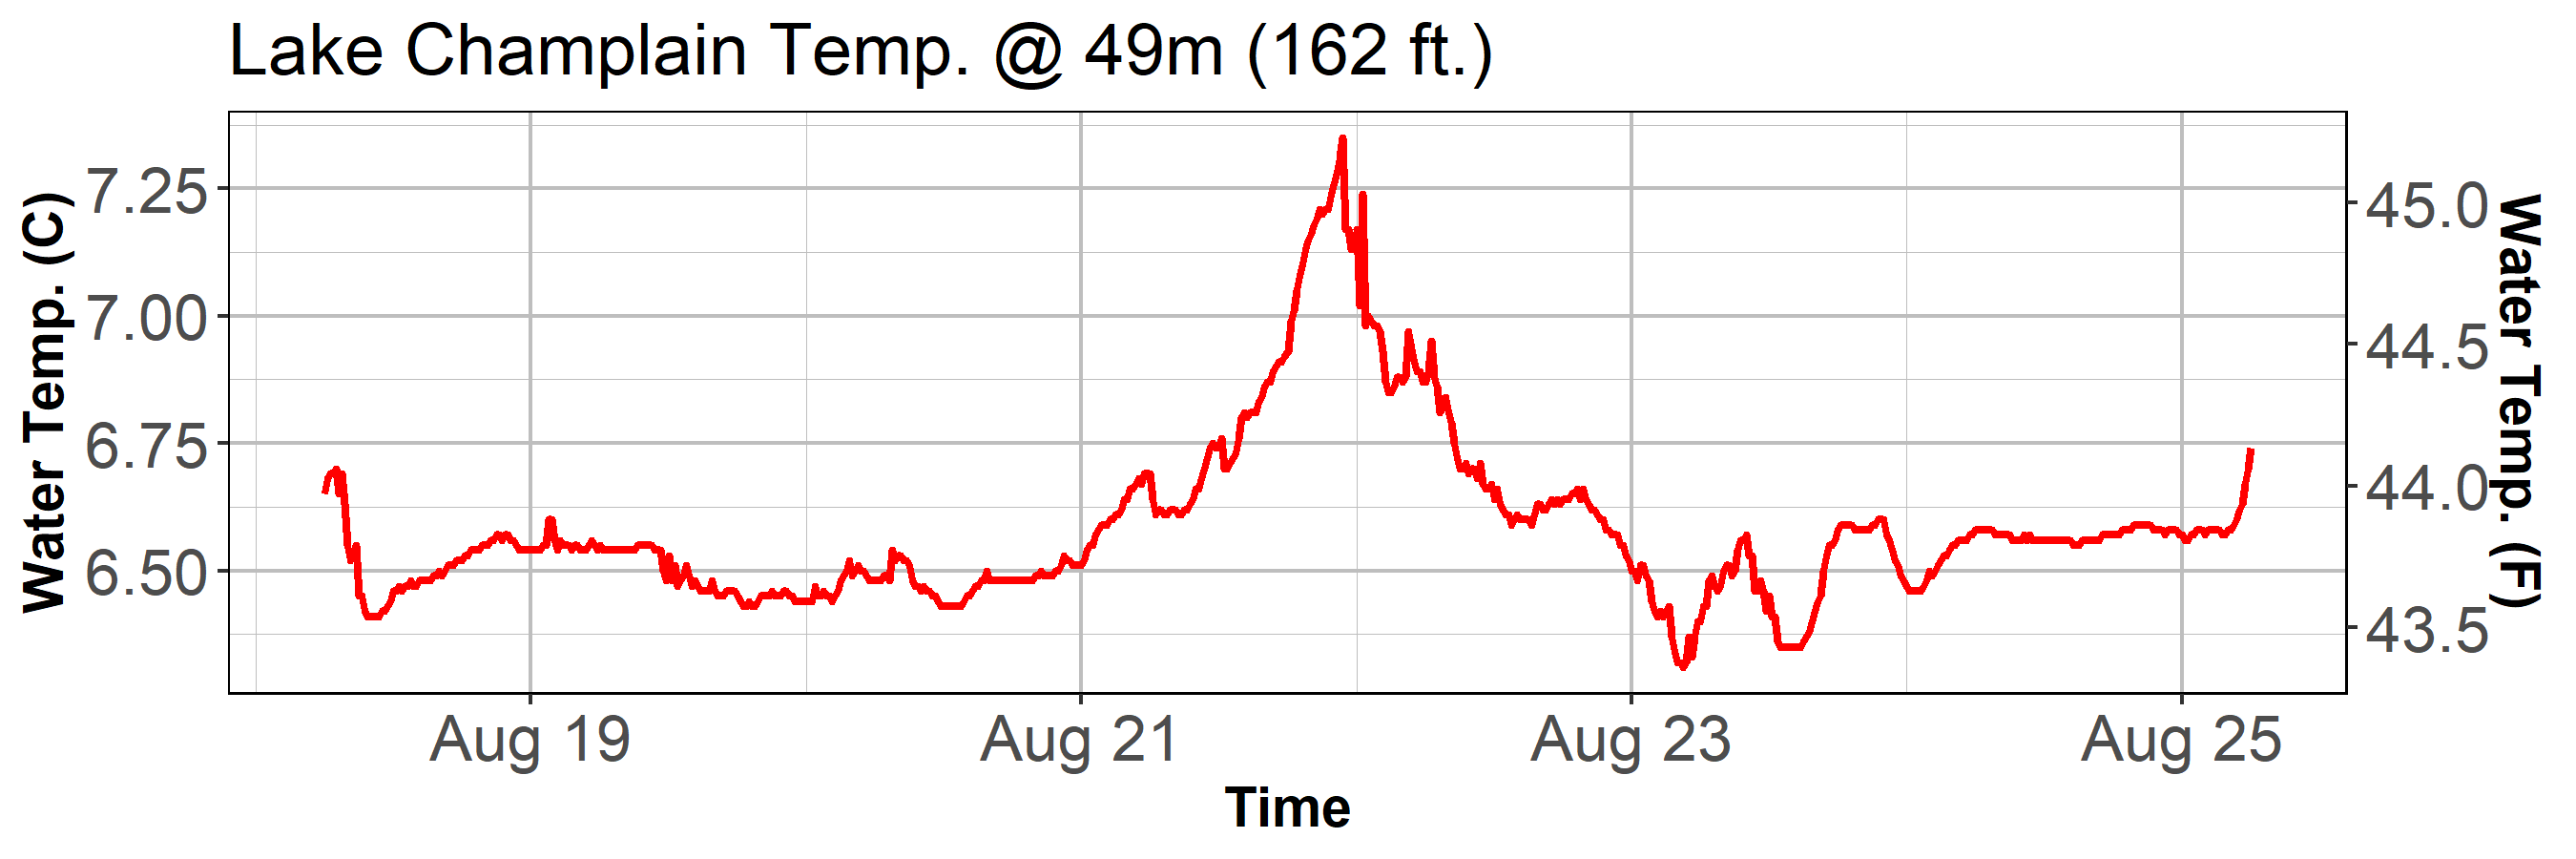 Lake Champlain Temp. @ 49m (162 ft.)
Water Temp. (C)
7.25
7.00
6.75
6.50
45.0
44.5
44.0
43.5
Water Temp. (F)
Aug 19 Aug 21 Aug 23 Aug 25
Time